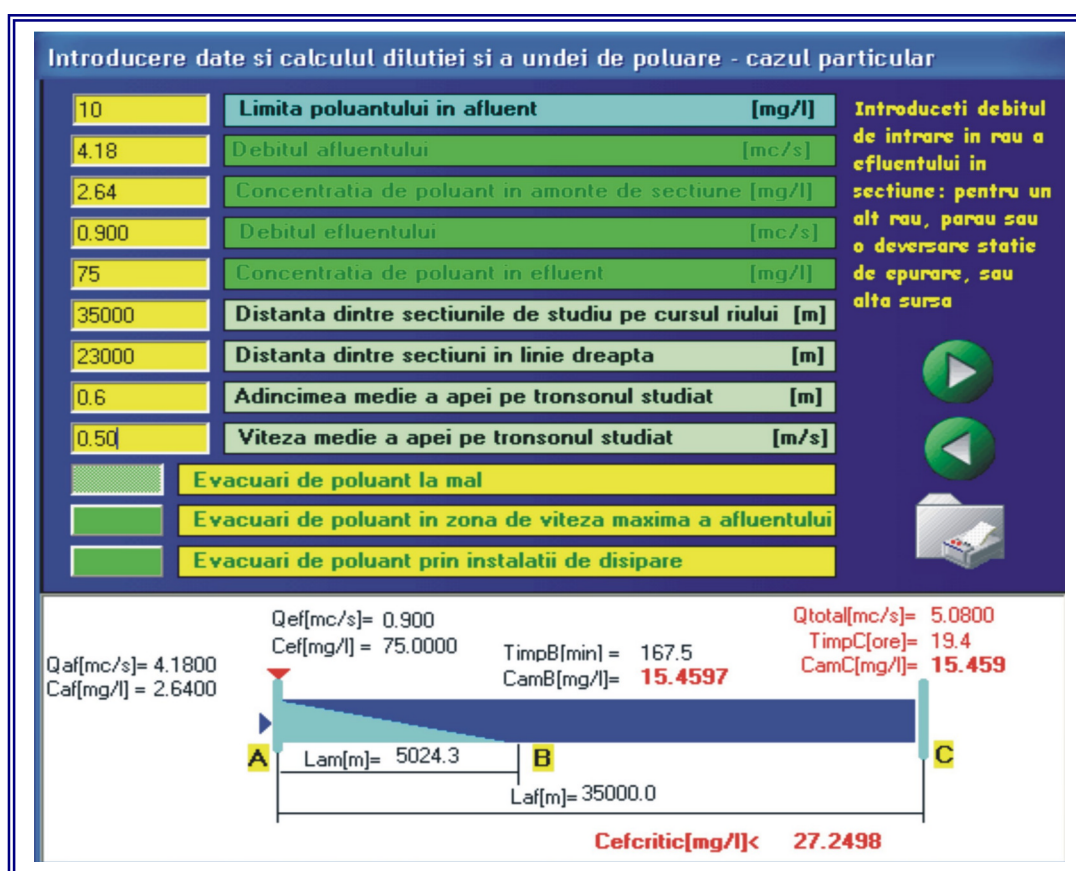 Introducere date si calculul dilutiei si a undei de poluare - cazul particular
10 Limita poluantului in afluent [mg/l]
4.18 Debitul afluentului [mc/s]
2.64 Concentratia de poluant in amonte de sectiune [mg/l]
0.900 Debitul efluentului [mc/s]
75 Concentratia de poluant in efluent [mg/l]
35000 Distanta dintre sectiunile de studiu pe cursul riului [m]
23000 Distanta dintre sectiuni in linie dreapta [m]
0.6 Adincimea medie a apei pe tronsonul studiat [m]
0.50 Viteza medie a apei pe tronsonul studiat [m/s]
Evacuari de poluant la mal
Evacuari de poluant in zona de viteza maxima a afluentului
Evacuari de poluant prin instalatii de disipare
Introduceti debitul
de intrare in rau a
efluentului in
sectiune: pentru un
alt rau, parau sau
o deversare statie
de epurare, sau
alta sursa
Qef[mc/s]= 0.900
Cef[mg/l] = 75.0000
Qaf[mc/s]= 4.1800
Caf[mg/l] = 2.6400
TimpB[min] = 167.5
CamB[mg/l]= 15.4597
Qtotal[mc/s]= 5.0800
TimpC[ore]= 19.4
CamC[mg/l]= 15.459
A
B
C
Lam[m]= 5024.3
Laf[m]= 35000.0
Cefcritic[mg/l]< 27.2498